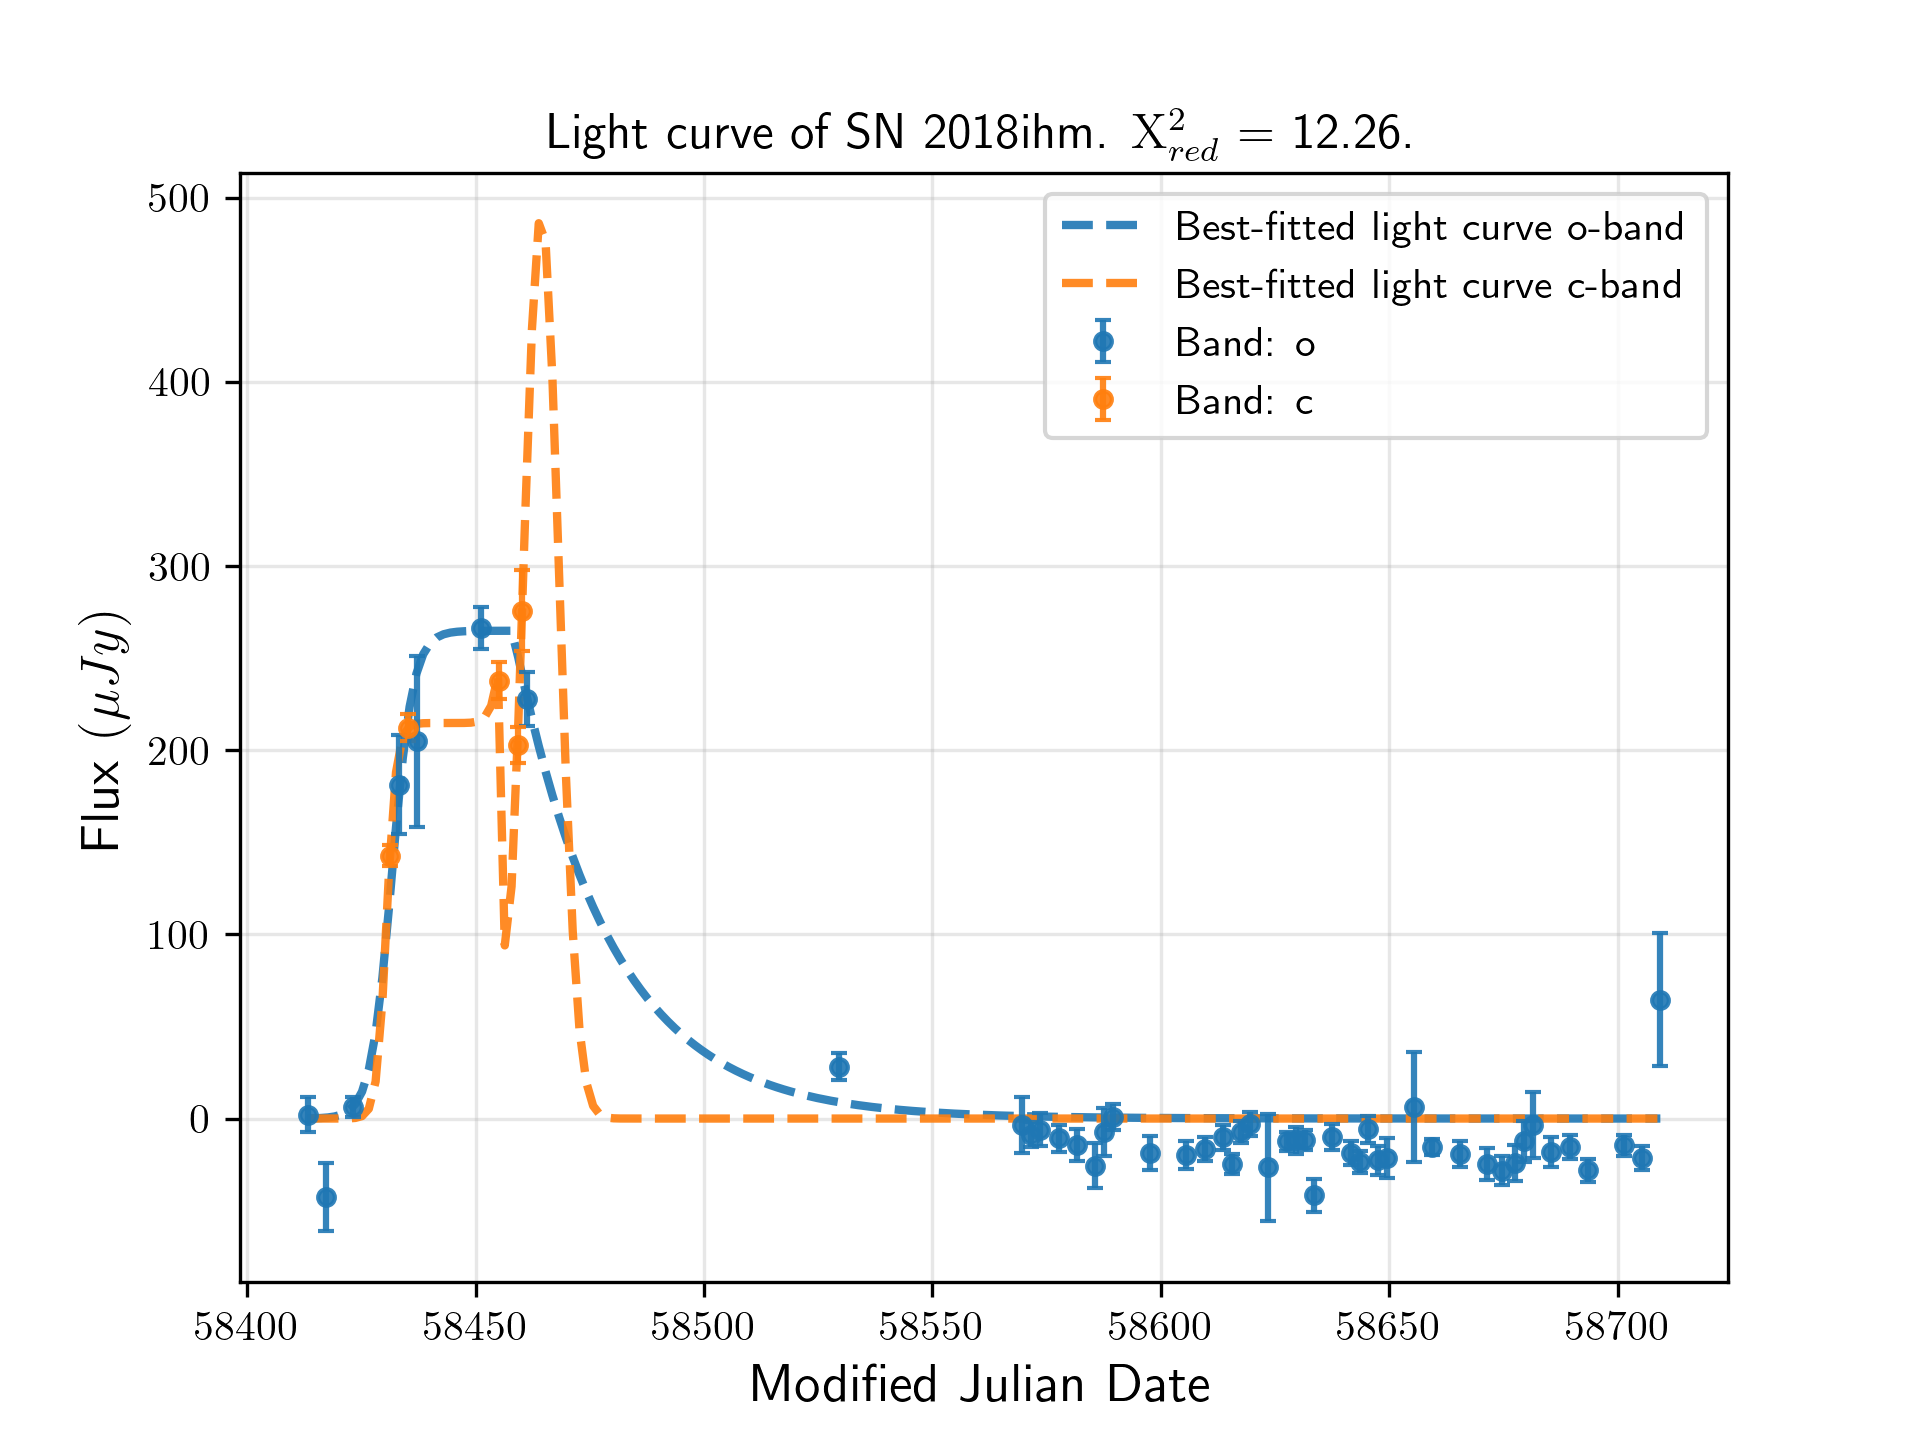 Light curve of SN 2018ihm. X²_red = 12.26.
Best-fitted light curve o-band
Best-fitted light curve c-band
Band: o
Band: c
Flux (μJy)
500
400
300
200
100
0
58400 58450 58500 58550 58600 58650 58700
Modified Julian Date